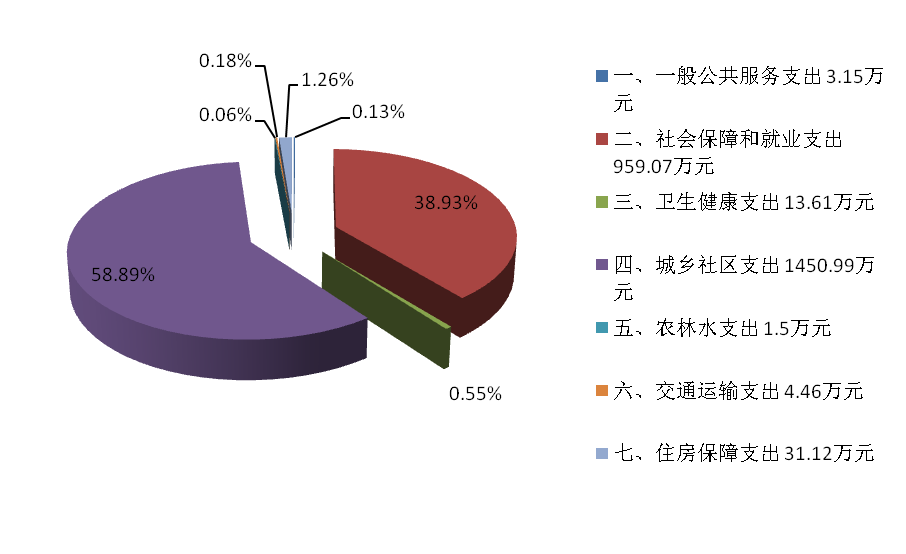 0.18%
1.26%
0.06%
0.13%
38.93%
58.89%
0.55%
一、一般公共服务支出 3.15万
元
二、社会保障和就业支出
959.07万元
三、卫生健康支出 13.61万元
四、城乡社区支出 1450.99万
元
五、农林水支出 1.5万元
六、交通运输支出 4.46万元
七、住房保障支出 31.12万元